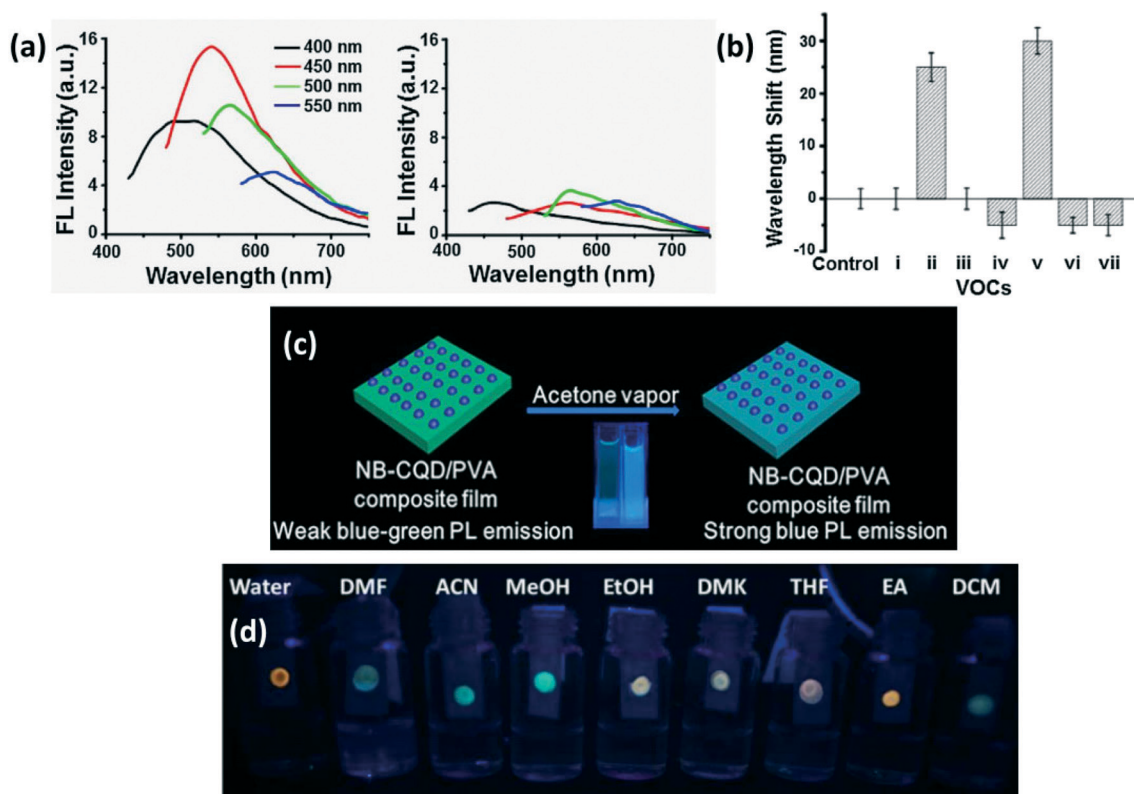 (a)
FL Intensity (a.u.)
16
12
8
4
0
400 nm
450 nm
500 nm
550 nm
400 500 600 700
Wavelength (nm)
FL Intensity (a.u.)
16
12
8
4
0
400 500 600 700
Wavelength (nm)
(b)
Wavelength Shift (nm)
30
20
10
0
-10
Control i ii iii iv v vi vii
VOCs
(c)
Acetone vapor
NB-CQD/PVA
composite film
Weak blue-green PL emission
NB-CQD/PVA
composite film
Strong blue PL emission
Water DMF ACN MeOH EtOH DMK THF EA DCM
(d)